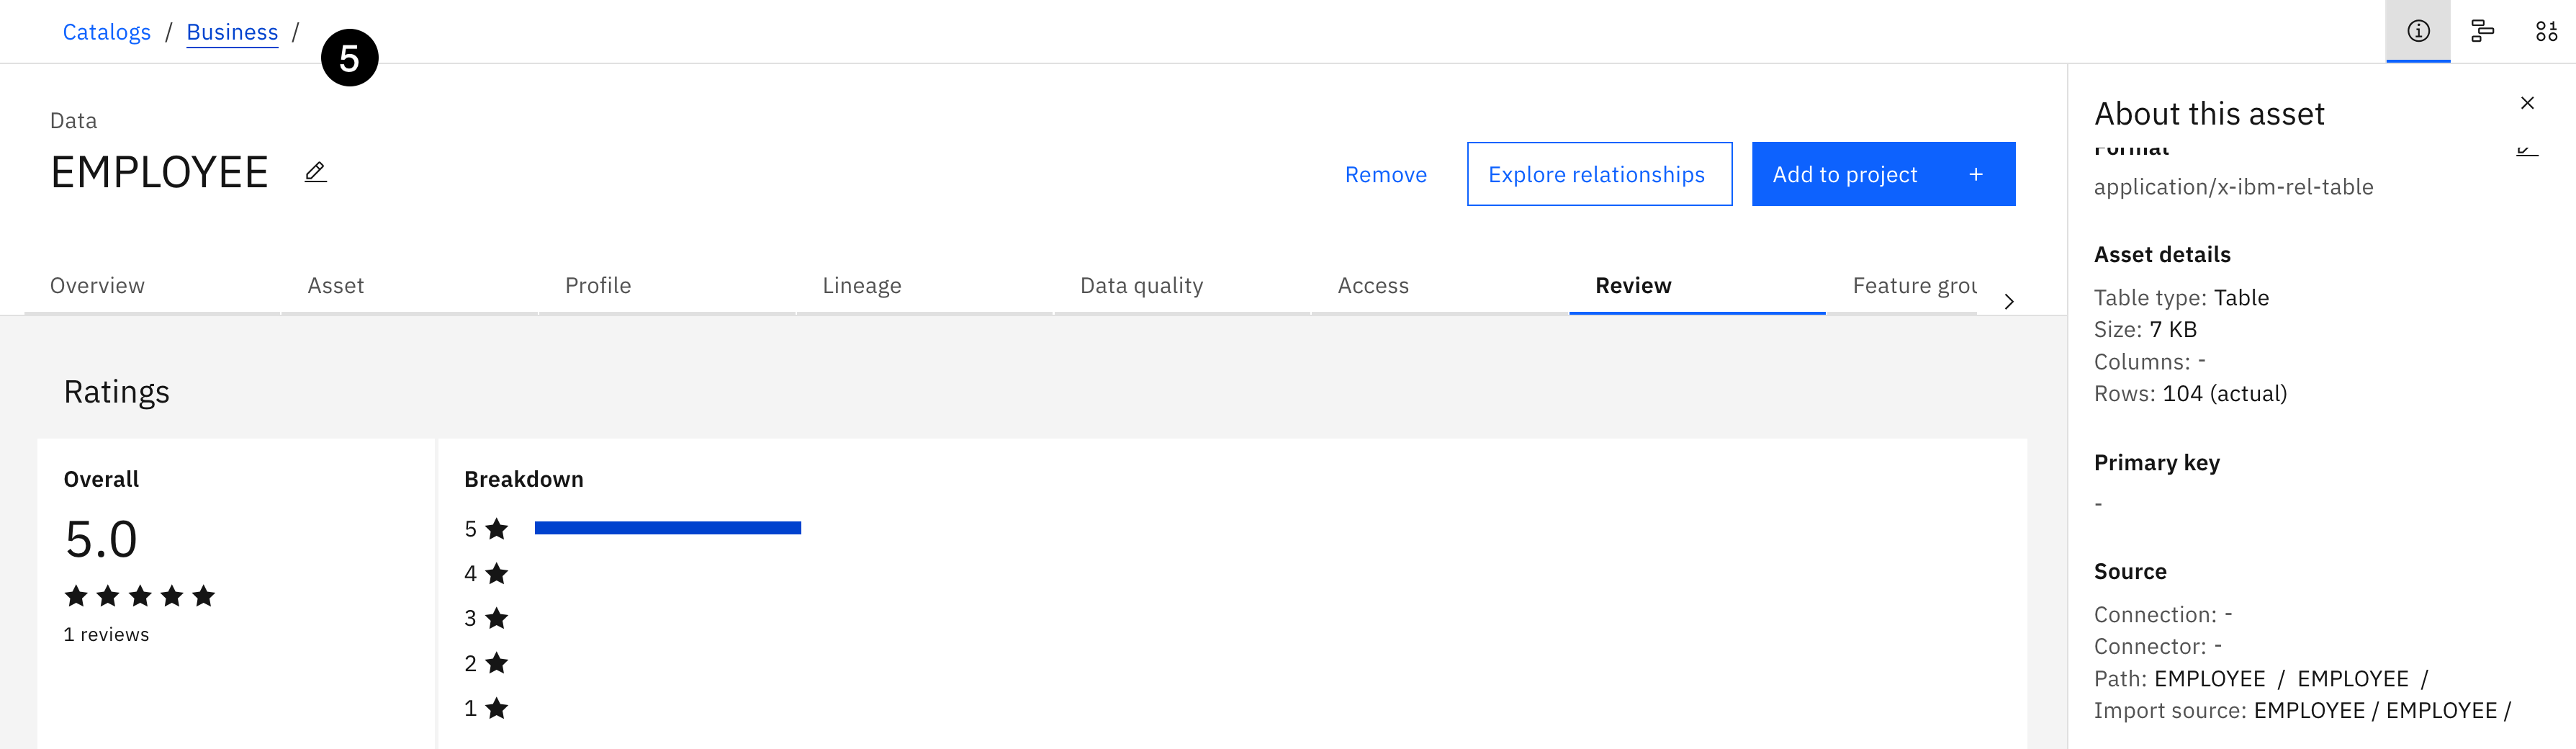 Catalogs / Business /
5
Data
EMPLOYEE
Remove
Explore relationships
Add to project +
Overview
Asset
Profile
Lineage
Data quality
Access
Review
Feature grou
Ratings
Overall
5.0
1 reviews
Breakdown
5
4
3
2
1
About this asset
Format
application/x-ibm-rel-table
Asset details
Table type: Table
Size: 7 KB
Columns: -
Rows: 104 (actual)
Primary key
-
Source
Connection: -
Connector: -
Path: EMPLOYEE / EMPLOYEE /
Import source: EMPLOYEE / EMPLOYEE /